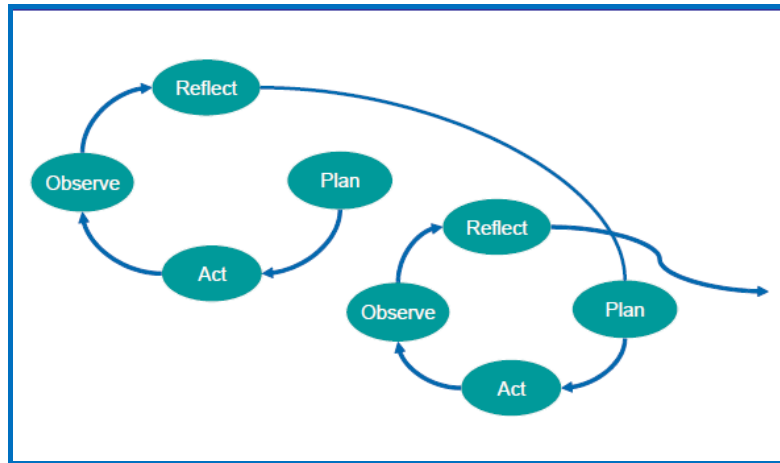 Reflect
Observe
Plan
Act
Reflect
Observe
Plan
Act